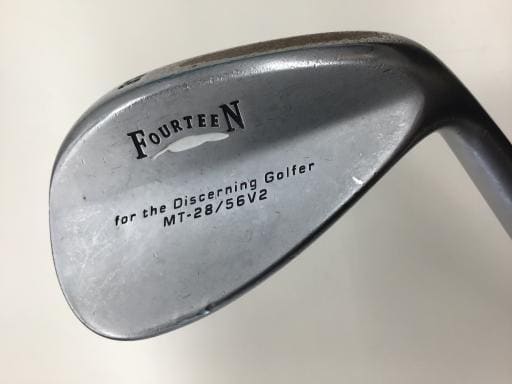 FOURTEEN
for the Discerning Golfer
MT-28/56V2